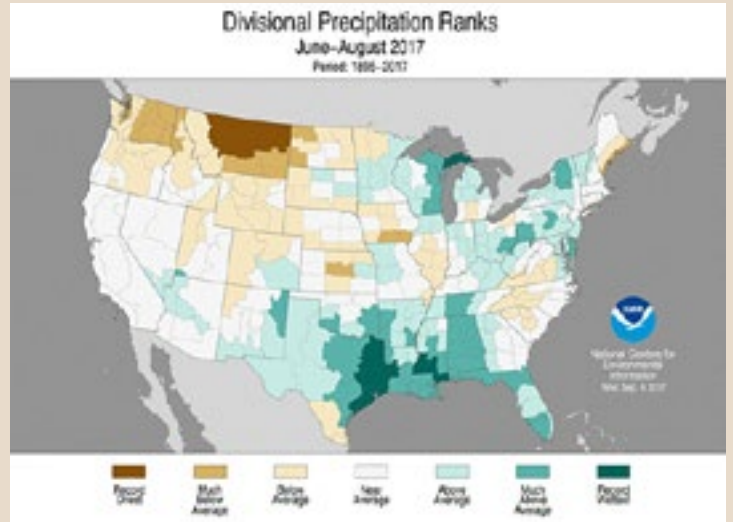 Divisional Precipitation Ranks
June–August 2017
Period: 1895–2017
National Centers for
Environmental
Information
Record
Driest
Much
Below
Average
Below
Average
Near
Average
Above
Average
Much
Above
Average
Record
Wettest